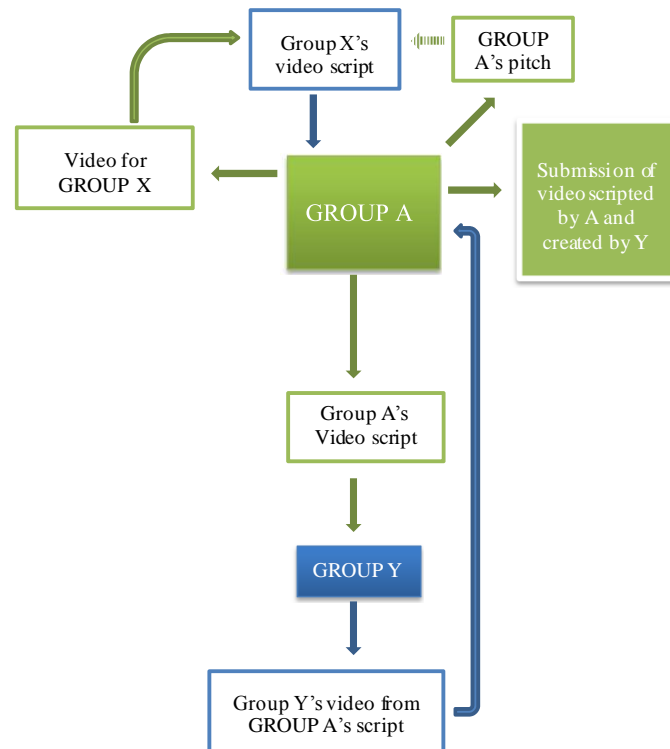 Group X’s
video script
GROUP
A’s pitch
Video for
GROUP X
GROUP A
Submission of
video scripted
by A and
created by Y
Group A’s
Video script
GROUP Y
Group Y’s video from
GROUP A’s script